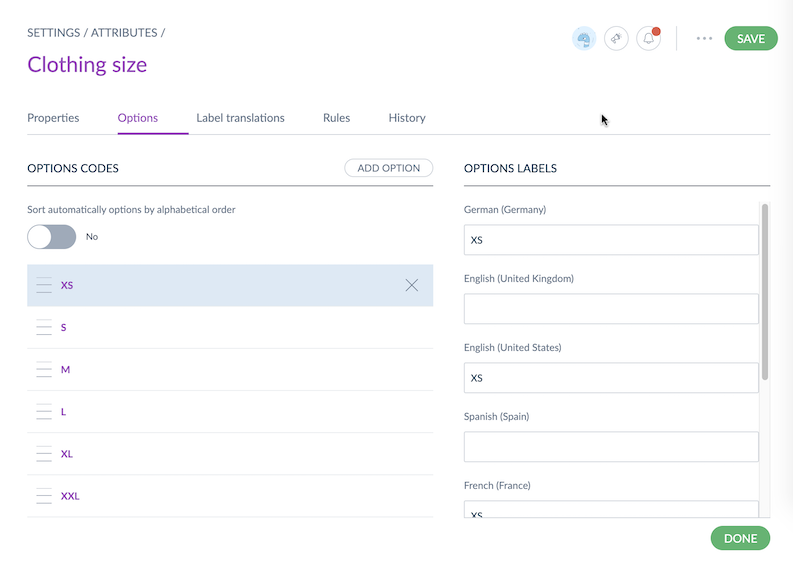 SETTINGS / ATTRIBUTES /
SAVE
Clothing size
Properties Options Label translations Rules History
OPTIONS CODES
ADD OPTION
Sort automatically options by alphabetical order
No
XS
S
M
L
XL
XXL
OPTIONS LABELS
German (Germany)
XS
English (United Kingdom)
English (United States)
XS
Spanish (Spain)
French (France)
XS
DONE